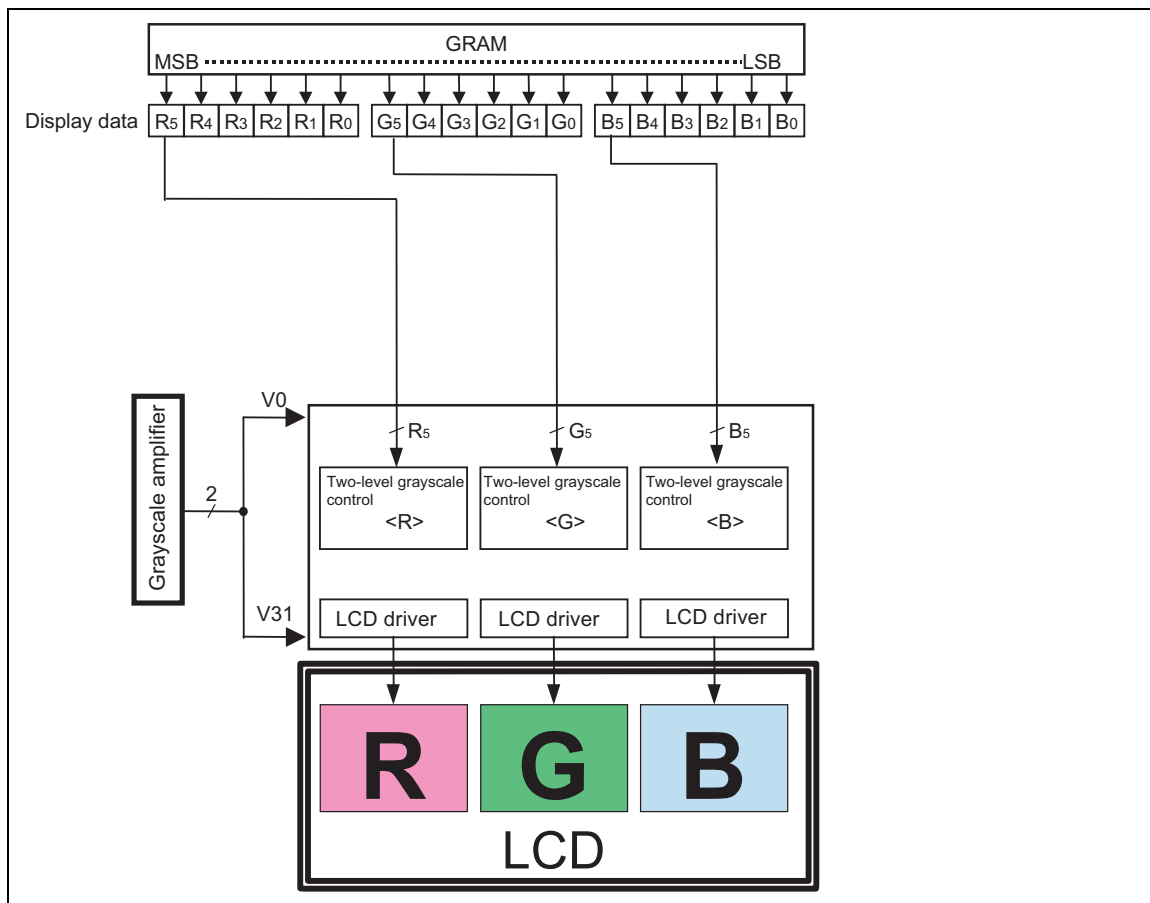 GRAM
MSB LSB
Display data R5 R4 R3 R2 R1 R0 G5 G4 G3 G2 G1 G0 B5 B4 B3 B2 B1 B0
V0
R5 G5 B5
Grayscale amplifier
2
Two-level grayscale control <R>
Two-level grayscale control <G>
Two-level grayscale control <B>
V31
LCD driver LCD driver LCD driver
R G B
LCD